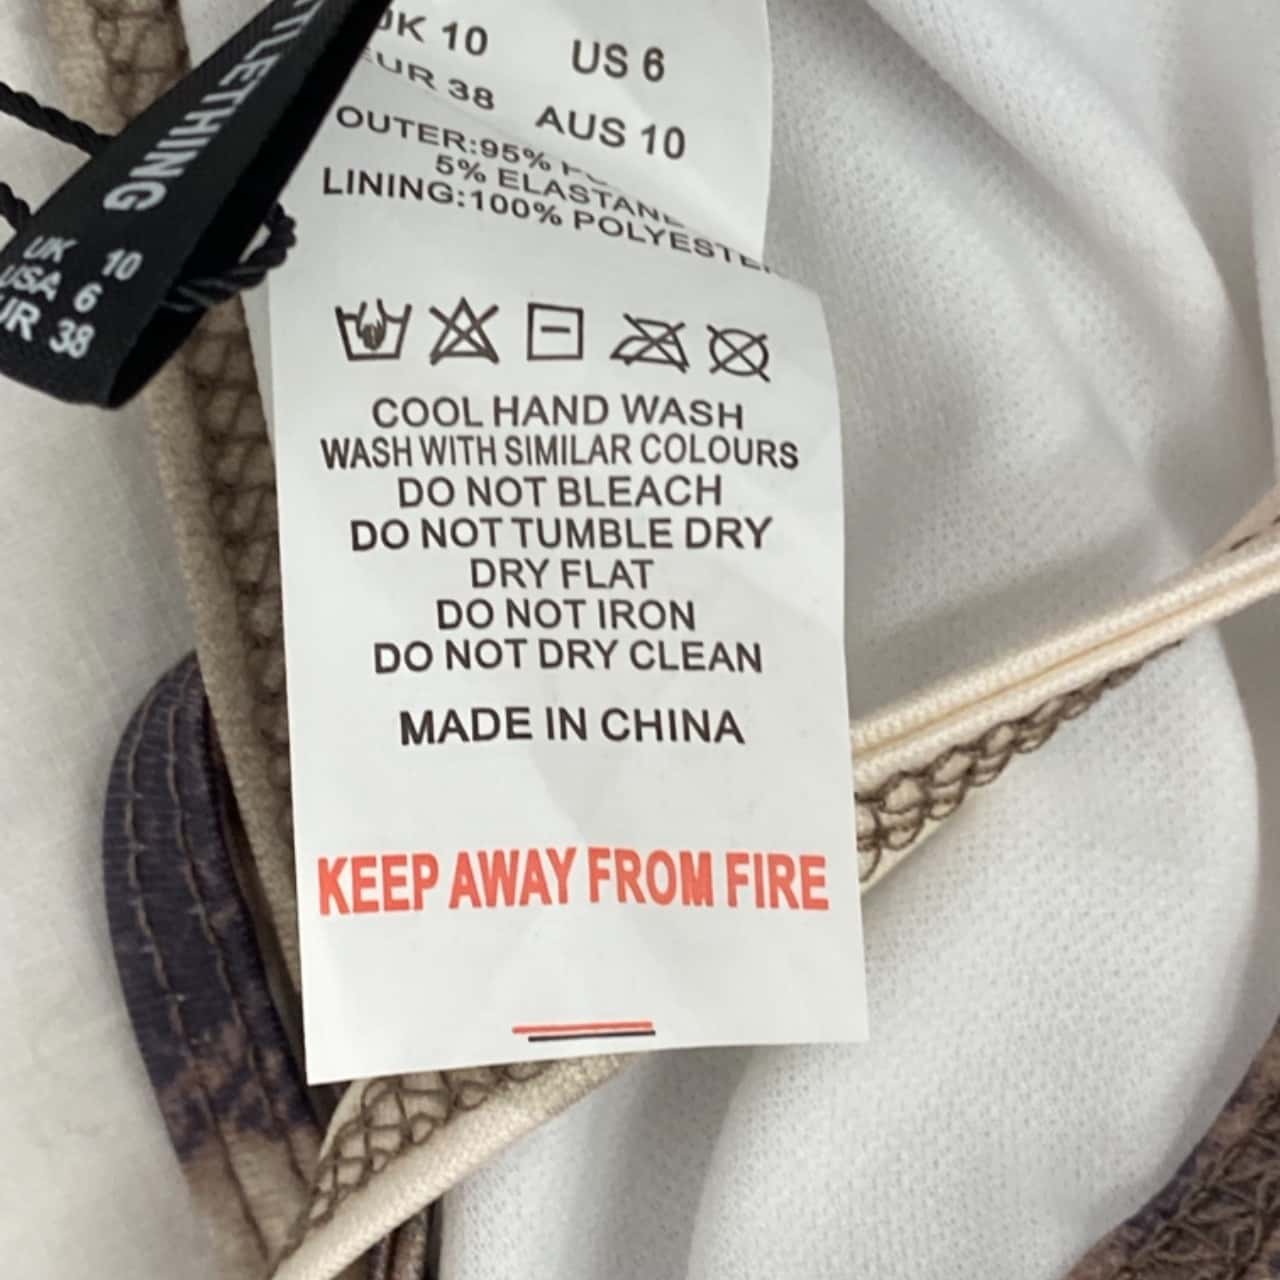 UK 10 US 6
EUR 38 AUS 10
OUTER:95%
5% ELASTANE
LINING:100% POLYESTER
COOL HAND WASH
WASH WITH SIMILAR COLOURS
DO NOT BLEACH
DO NOT TUMBLE DRY
DRY FLAT
DO NOT IRON
DO NOT DRY CLEAN
MADE IN CHINA
KEEP AWAY FROM FIRE
TLETHING
UK 10
USA 6
UR 38